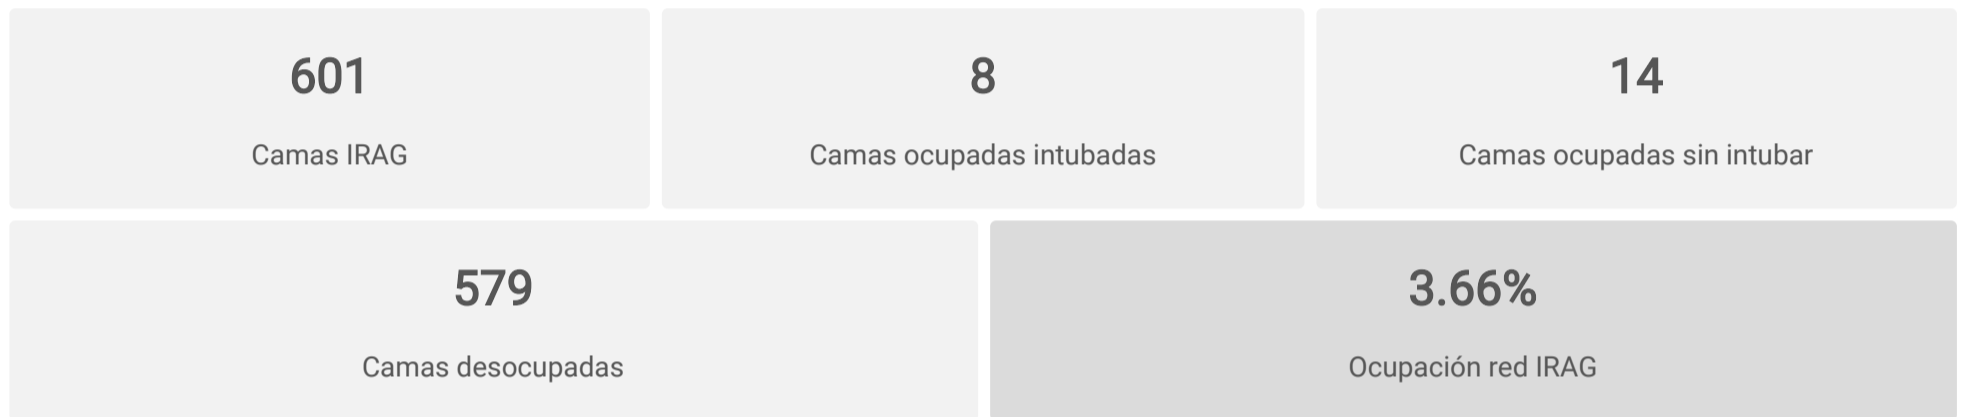 601
Camas IRAG
8
Camas ocupadas intubadas
14
Camas ocupadas sin intubar
579
Camas desocupadas
3.66%
Ocupación red IRAG